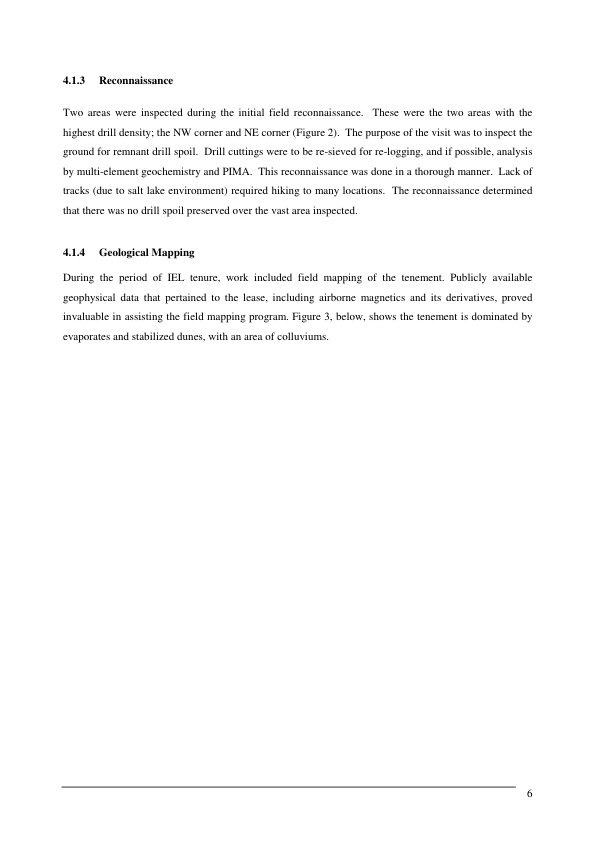 4.1.3 Reconnaissance
Two areas were inspected during the initial field reconnaissance. These were the two areas with the
highest drill density; the NW corner and NE corner (Figure 2). The purpose of the visit was to inspect the
ground for remnant drill spoil. Drill cuttings were to be re-sieved for re-logging, and if possible, analysis
by multi-element geochemistry and PIMA. This reconnaissance was done in a thorough manner. Lack of
tracks (due to salt lake environment) required hiking to many locations. The reconnaissance determined
that there was no drill spoil preserved over the vast area inspected.
4.1.4 Geological Mapping
During the period of IEL tenure, work included field mapping of the tenement. Publicly available
geophysical data that pertained to the lease, including airborne magnetics and its derivatives, proved
invaluable in assisting the field mapping program. Figure 3, below, shows the tenement is dominated by
evaporates and stabilized dunes, with an area of colluviums.
6